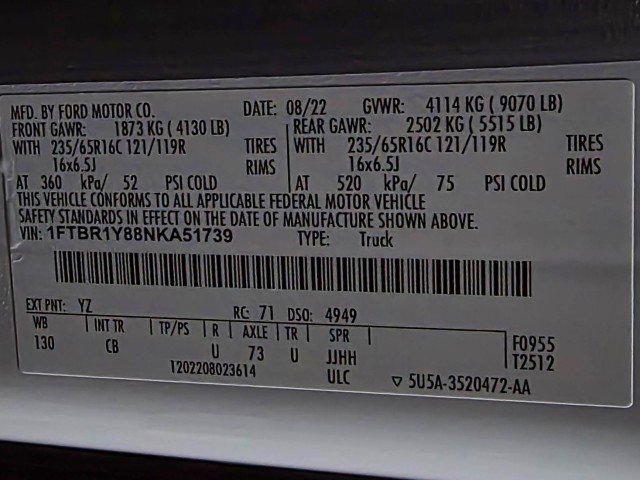 MFD. BY FORD MOTOR CO. DATE: 08/22 GVWR: 4114 KG ( 9070 LB)
FRONT GAWR: 1873 KG ( 4130 LB) REAR GAWR: 2502 KG ( 5515 LB)
WITH 235/65R16C 121/119R TIRES WITH 235/65R16C 121/119R TIRES
16x6.5J RIMS 16x6.5J RIMS
AT 360 kPa/ 52 PSI COLD AT 520 kPa/ 75 PSI COLD
THIS VEHICLE CONFORMS TO ALL APPLICABLE FEDERAL MOTOR VEHICLE
SAFETY STANDARDS IN EFFECT ON THE DATE OF MANUFACTURE SHOWN ABOVE.
VIN: 1FTBR1Y88NKA51739 TYPE: Truck
EXT PNT: YZ RC: 71 DSO: 4949
WB INT TR TP/PS R AXLE TR SPR F0955
130 CB U 73 U JJHH T2512
T202208023614 ULC ▽ 5U5A-3520472-AA